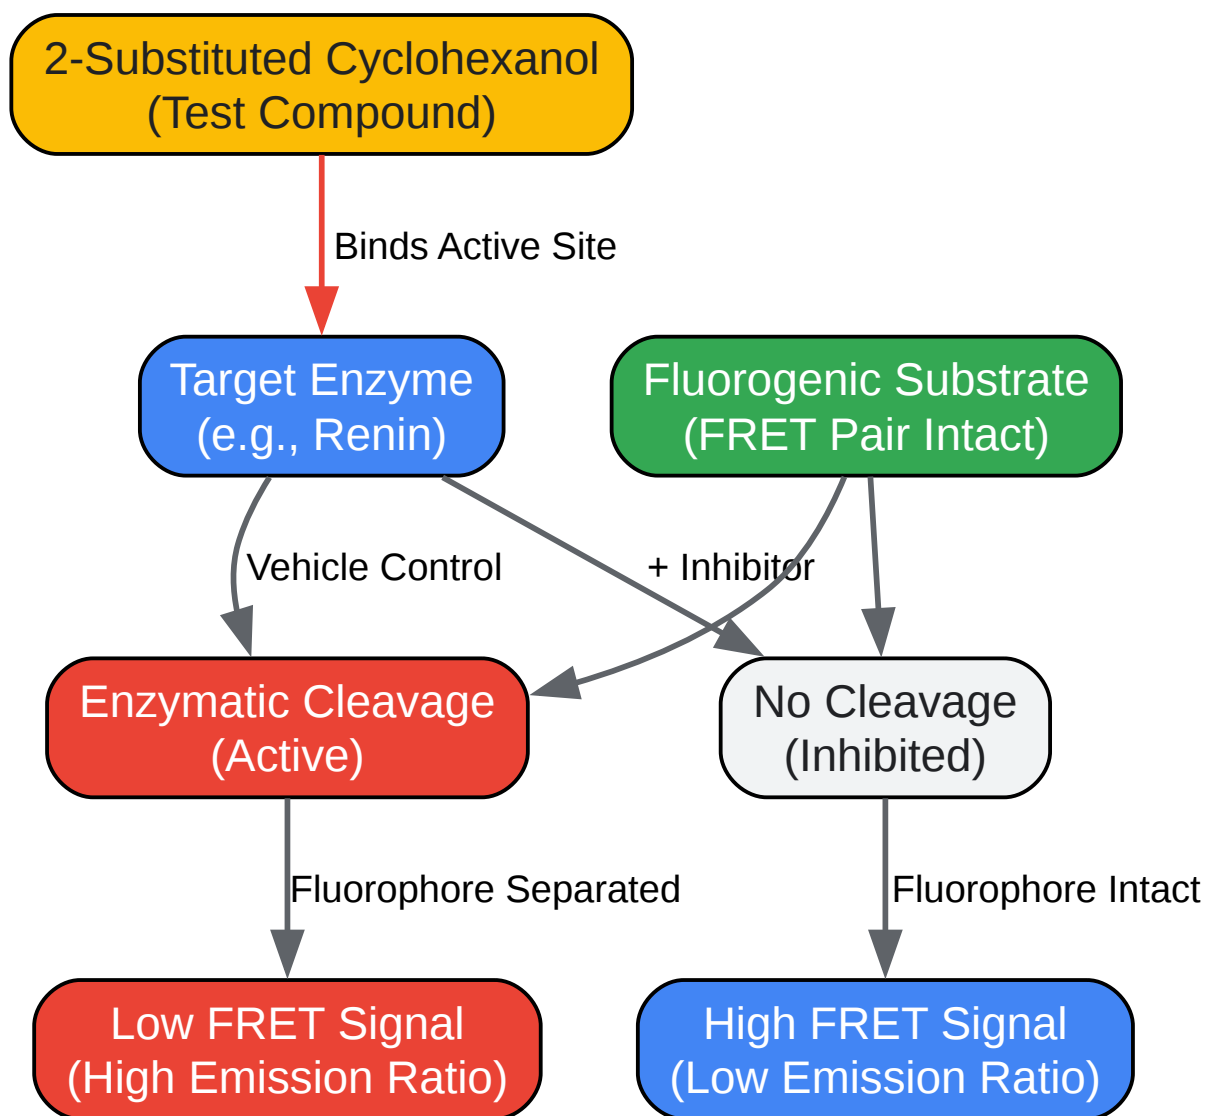 2-Substituted Cyclohexanol
(Test Compound)
Binds Active Site
Target Enzyme
(e.g., Renin)
Fluorogenic Substrate
(FRET Pair Intact)
Vehicle Control
+ Inhibitor
Enzymatic Cleavage
(Active)
No Cleavage
(Inhibited)
Fluorophore Separated
Fluorophore Intact
Low FRET Signal
(High Emission Ratio)
High FRET Signal
(Low Emission Ratio)